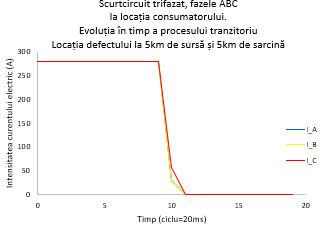 Scurtcircuit trifazat, fazele ABC
la locația consumatorului.
Evoluția în timp a procesului tranzitoriu
Locația defectului la 5km de sursă și 5km de sarcină
Intensitatea curentului electric (A)
300
250
200
150
100
50
0
0 5 10 15 20
Timp (ciclu=20ms)
I_A
I_B
I_C